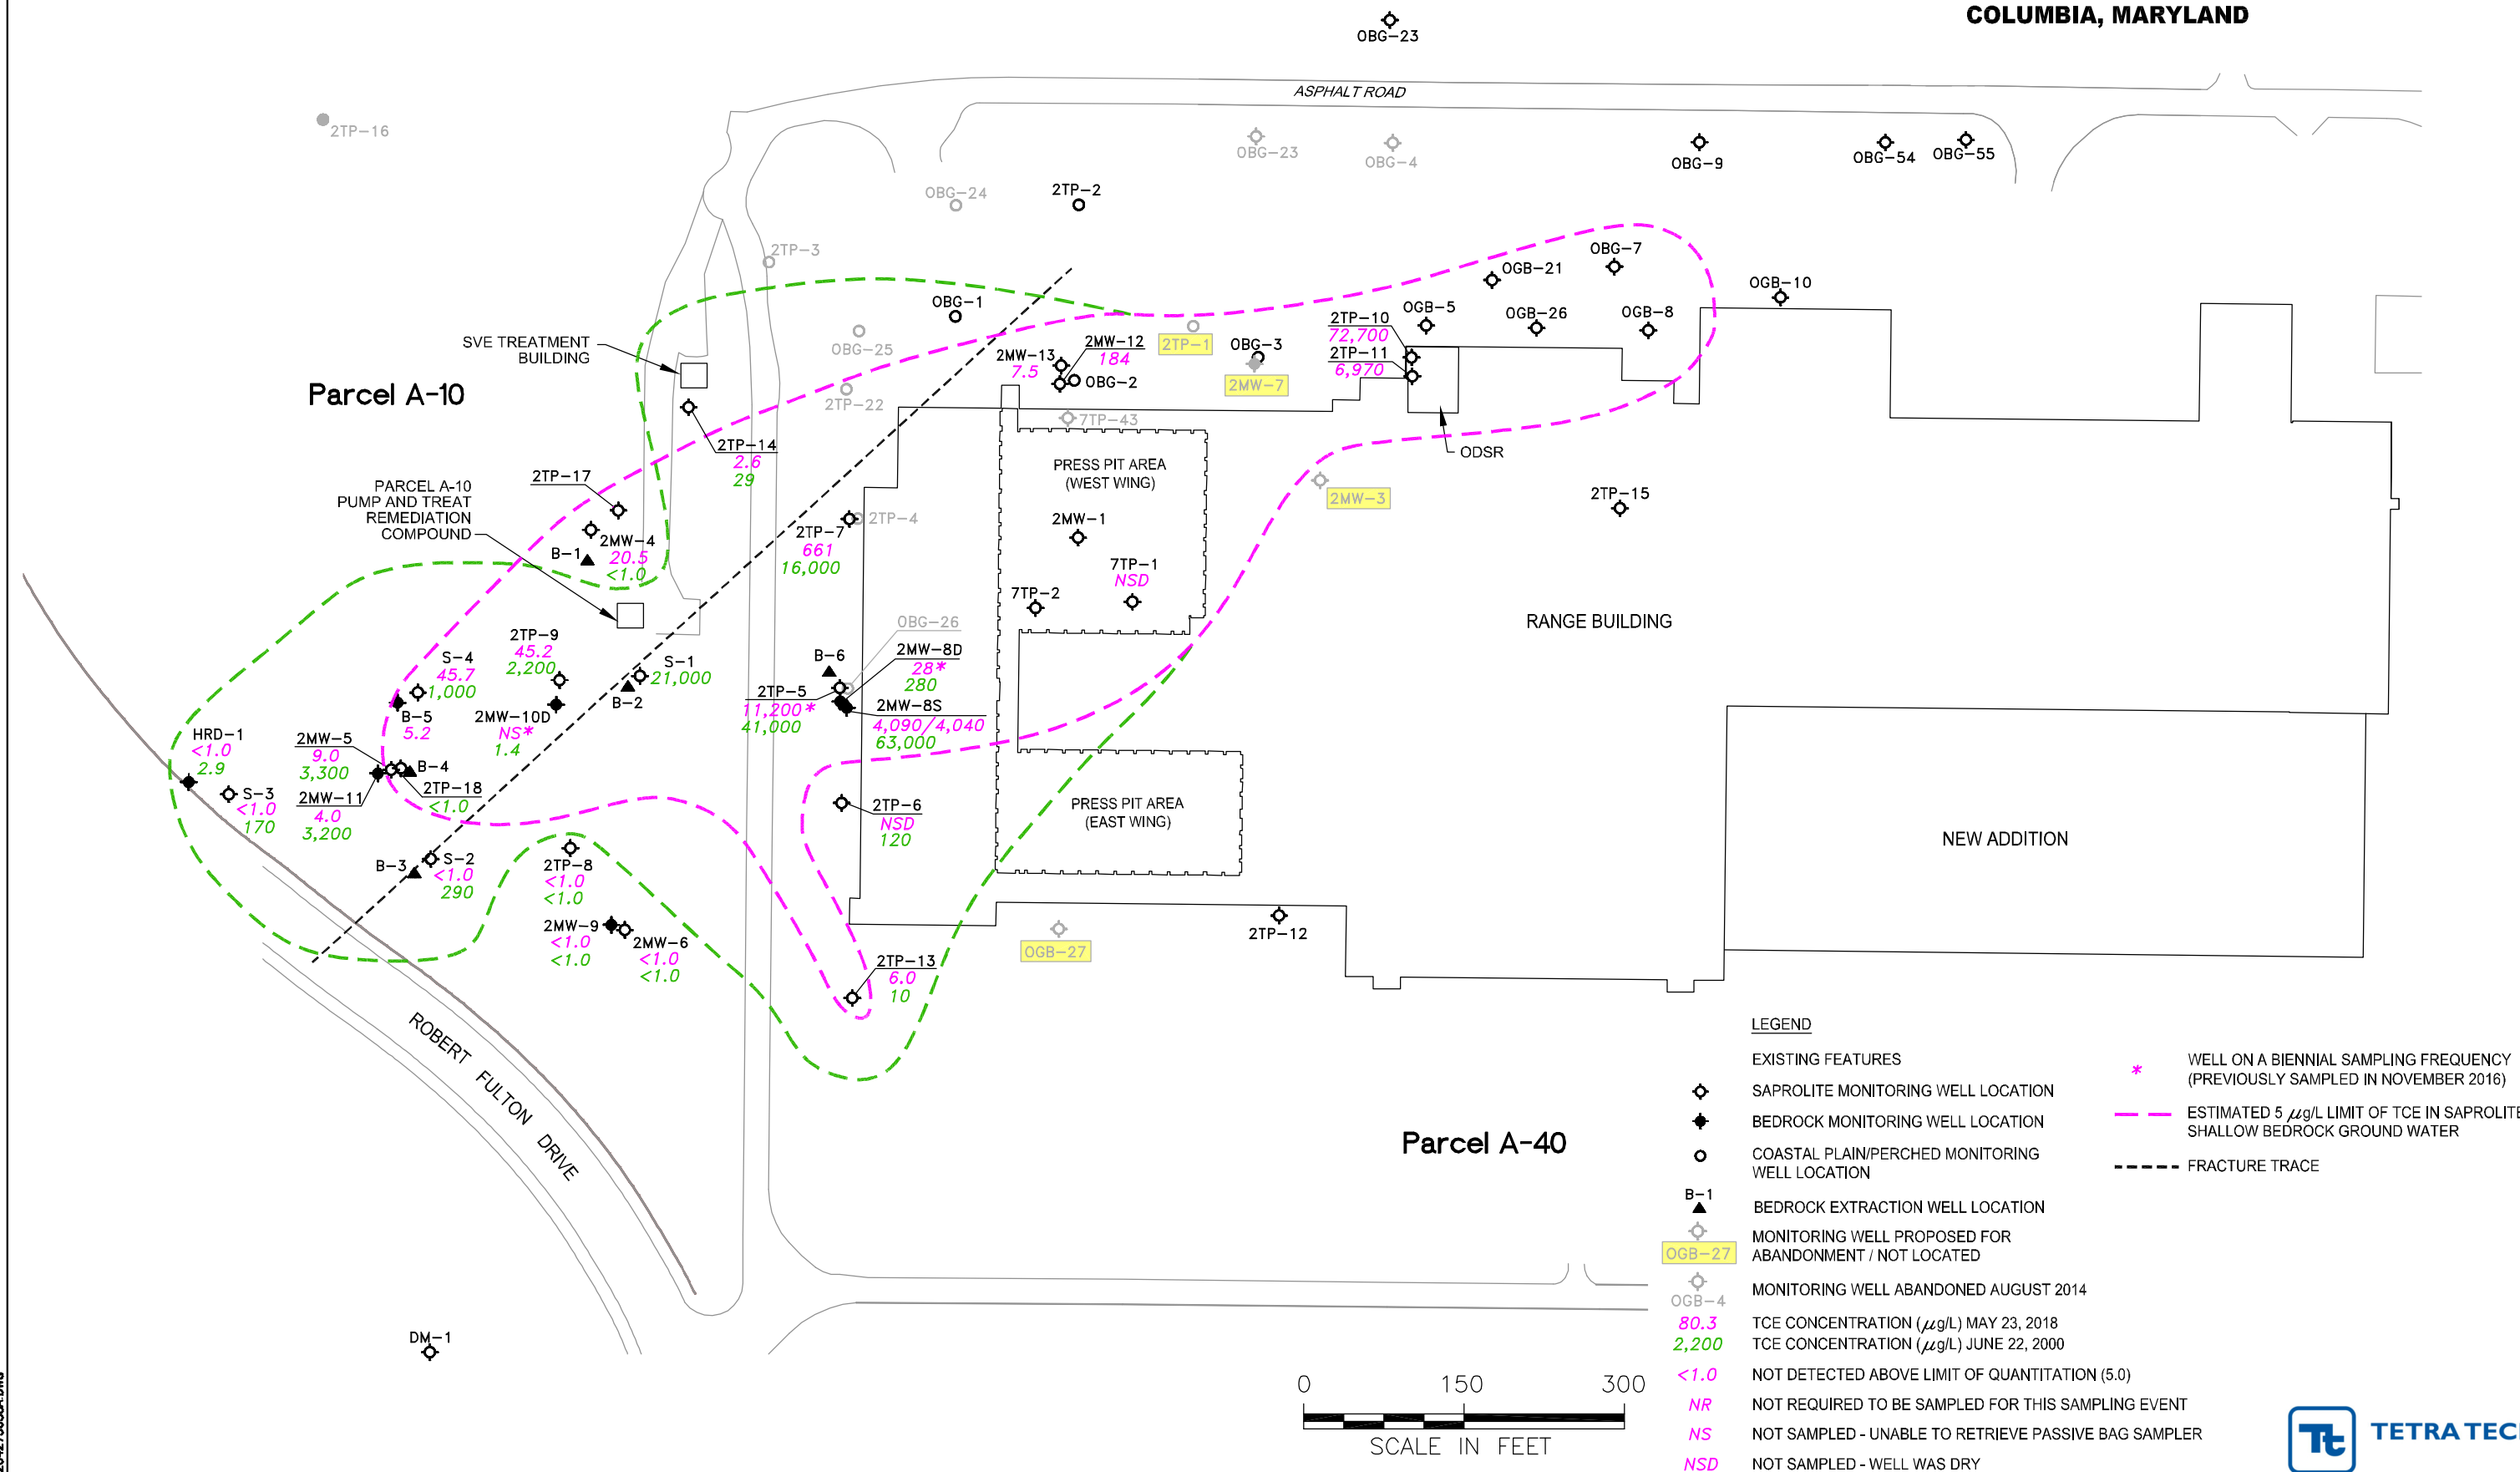 COLUMBIA, MARYLAND
OBG-23
ASPHALT ROAD
2TP-16
OBG-23
OBG-4
OBG-9
OBG-54
OBG-55
OBG-24
2TP-2
2TP-3
OBG-7
OGB-21
OGB-10
OBG-1
OGB-5
OGB-26
OGB-8
2TP-10
72,700
2TP-11
6,970
SVE TREATMENT
BUILDING
OBG-25
2MW-13
7.5
2MW-12
184
2TP-1
OBG-3
2MW-7
OBG-2
Parcel A-10
2TP-22
7TP-43
ODSR
2TP-14
2.6
29
PRESS PIT AREA
(WEST WING)
2TP-17
PARCEL A-10
PUMP AND TREAT
REMEDIATION
COMPOUND
2MW-3
2TP-15
2TP-4
2TP-7
661
16,000
2MW-1
B-1
2MW-4
20.5
<1.0
7TP-1
NSD
7TP-2
OBG-26
RANGE BUILDING
2TP-9
45.2
2,200
S-4
45.7
1,000
S-1
21,000
B-6
2MW-8D
28*
280
2TP-5
11,200*
41,000
2MW-8S
4,090/4,040
63,000
B-2
B-5
5.2
2MW-10D
NS*
1.4
HRD-1
<1.0
2.9
2MW-5
9.0
3,300
B-4
2TP-18
<1.0
2MW-11
4.0
3,200
S-3
<1.0
170
2TP-6
NSD
120
PRESS PIT AREA
(EAST WING)
NEW ADDITION
B-3
S-2
<1.0
290
2TP-8
<1.0
<1.0
2MW-9
<1.0
<1.0
2MW-6
<1.0
<1.0
OGB-27
2TP-12
2TP-13
6.0
10
ROBERT FULTON DRIVE
Parcel A-40
DM-1
LEGEND
EXISTING FEATURES
SAPROLITE MONITORING WELL LOCATION
BEDROCK MONITORING WELL LOCATION
COASTAL PLAIN/PERCHED MONITORING
WELL LOCATION
B-1
BEDROCK EXTRACTION WELL LOCATION
OGB-27
MONITORING WELL PROPOSED FOR
ABANDONMENT / NOT LOCATED
OGB-4
MONITORING WELL ABANDONED AUGUST 2014
80.3 TCE CONCENTRATION (µg/L) MAY 23, 2018
2,200 TCE CONCENTRATION (µg/L) JUNE 22, 2000
<1.0 NOT DETECTED ABOVE LIMIT OF QUANTITATION (5.0)
NR NOT REQUIRED TO BE SAMPLED FOR THIS SAMPLING EVENT
NS NOT SAMPLED - UNABLE TO RETRIEVE PASSIVE BAG SAMPLER
NSD NOT SAMPLED - WELL WAS DRY
* WELL ON A BIENNIAL SAMPLING FREQUENCY
(PREVIOUSLY SAMPLED IN NOVEMBER 2016)
ESTIMATED 5 µg/L LIMIT OF TCE IN SAPROLITE
SHALLOW BEDROCK GROUND WATER
FRACTURE TRACE
0 150 300
SCALE IN FEET
Tt TETRA TECH